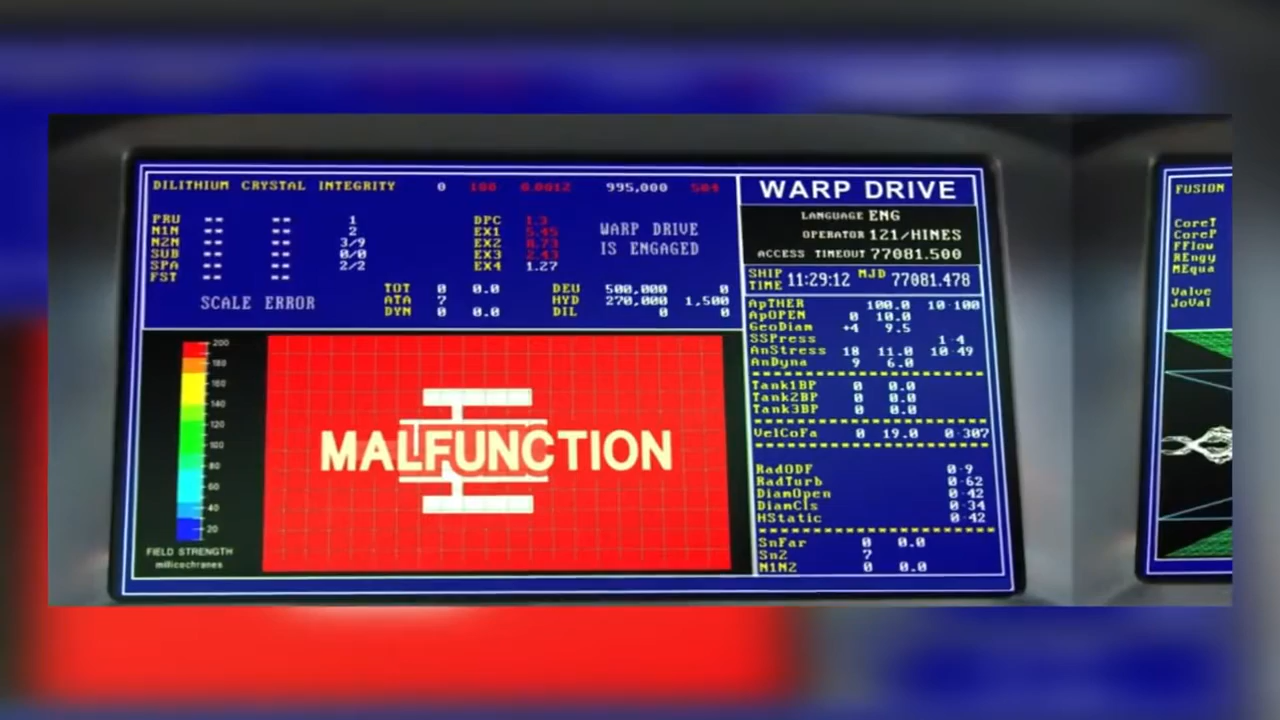 DILITHIUM CRYSTAL INTEGRITY 0 100 0.0012 995,000 504
PRU -- -- 1
N1N -- -- 2
N2N -- -- 3/9
SUB -- -- 0/0
SPA -- -- 2/2
FST -- --
SCALE ERROR
DPC 1.3
EX1 5.45
EX2 8.73
EX3 2.43
EX4 1.27
WARP DRIVE
IS ENGAGED
TOT 0 0.0 DEU 500,000 0
ATA 7 HYD 270,000 1,500
DYN 0 0.0 DIL 0 0
200
180
160
140
120
100
80
60
40
20
FIELD STRENGTH
millicochranes
MALFUNCTION
WARP DRIVE
LANGUAGE ENG
OPERATOR 121/HINES
ACCESS TIMEOUT 77081.500
SHIP TIME 11:29:12 MJD 77081.478
ApTHER 100.0 10-100
ApOPEN 0 10.0
GeoDiam +4 9.5
SSPress 1-4
AnStress 18 11.0 10-49
AnDyna 9 6.0
Tank1BP 0 0.0
Tank2BP 0 0.0
Tank3BP 0 0.0
VelCoFa 0 19.0 0-307
RadODF 0-9
RadTurb 0-62
DiamOpen 0-42
DiamCls 0-34
HStatic 0-42
SnFar 0 0.0
Sn2 7
N1N2 0 0.0
FUSION
CoreT
CoreP
FFlow
REngy
MEqua
Valve
JoVal